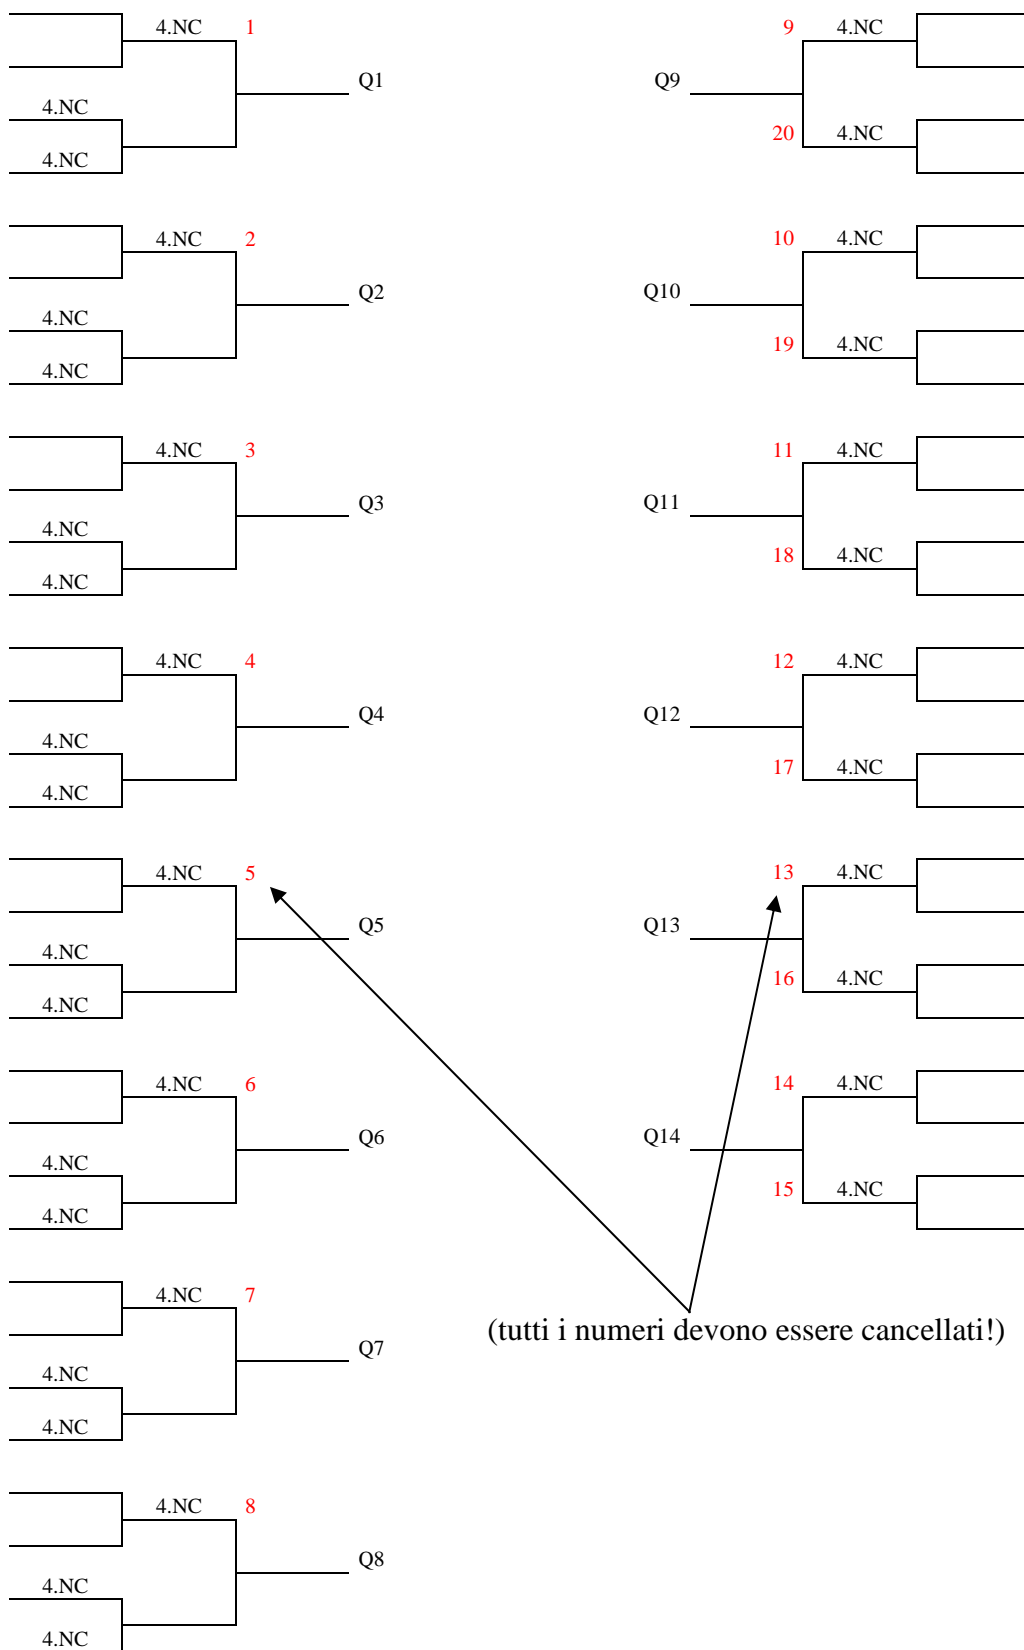 4.NC 1 9 4.NC
Q1 Q9
4.NC
20 4.NC
4.NC
4.NC 2 10 4.NC
Q2 Q10
4.NC
19 4.NC
4.NC
4.NC 3 11 4.NC
Q3 Q11
4.NC
18 4.NC
4.NC
4.NC 4 12 4.NC
Q4 Q12
4.NC
17 4.NC
4.NC
4.NC 5 13 4.NC
Q5 Q13
4.NC
16 4.NC
4.NC
4.NC 6 14 4.NC
Q6 Q14
4.NC
15 4.NC
4.NC
4.NC 7
(tutti i numeri devono essere cancellati!)
Q7
4.NC
4.NC
4.NC 8
Q8
4.NC
4.NC